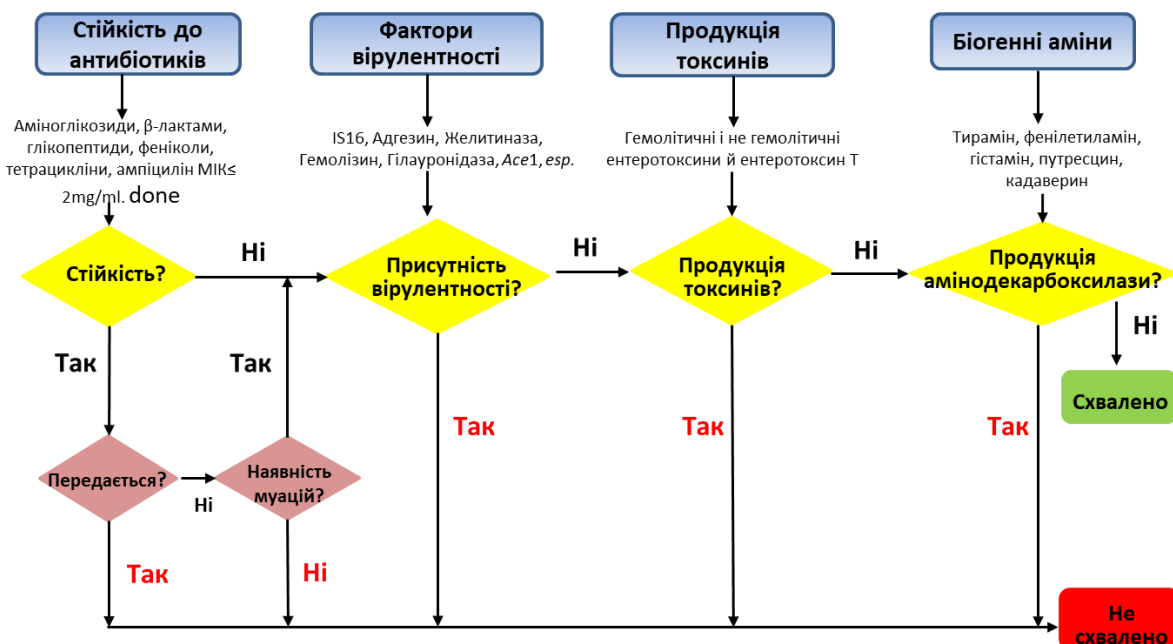 Стійкість до
антибіотиків
Фактори
вірулентності
Продукція
токсинів
Біогенні аміни
Аміноглікозиди, β-лактами,
глікопептиди, феніколи,
тетрацикліни, ампіцилін МІК≤
2mg/ml. done
IS16, Адгезин, Желитиназа,
Гемолізин, Гілауронідаза, Ace1, esp.
Гемолітичні і не гемолітичні
ентеротоксини й ентеротоксин Т
Тирамін, фенілетиламін,
гістамін, путресцин,
кадаверин
Стійкість?
Ні
Присутність
вірулентності?
Ні
Продукція
токсинів?
Ні
Продукція
амінодекарбоксилази?
Ні
Так
Так
Схвалено
Так
Так
Так
Передається?
Ні
Наявність
муацій?
Так
Ні
Не
схвалено